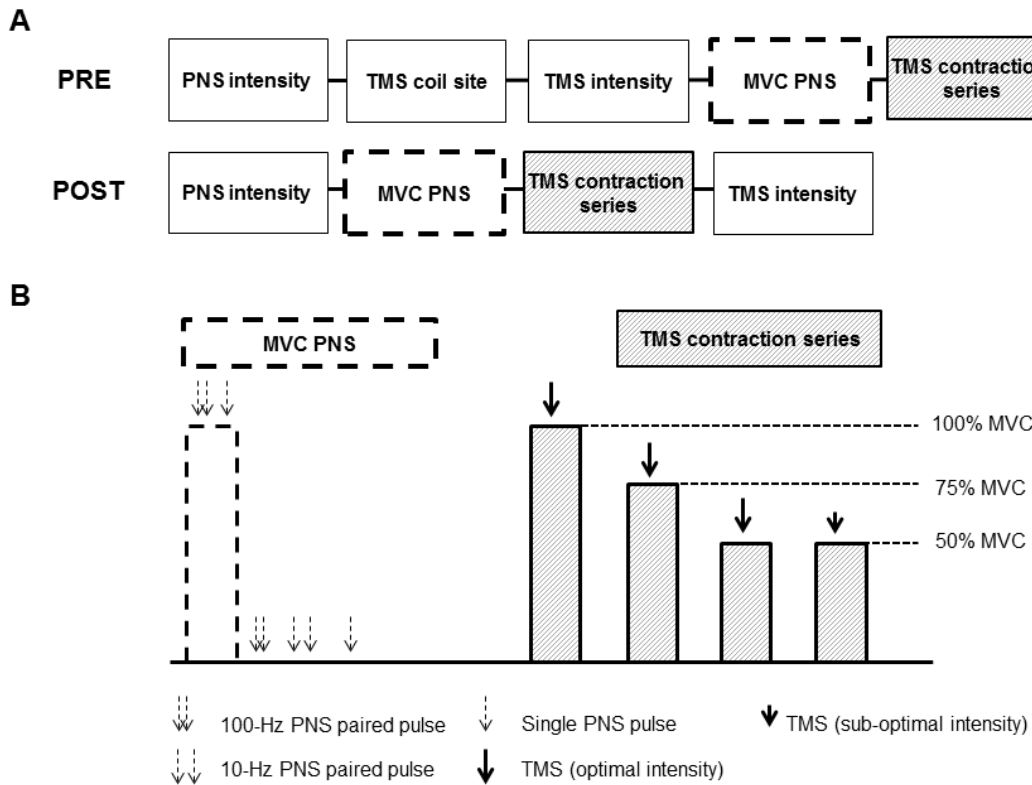 A
PRE
PNS intensity
TMS coil site
TMS intensity
MVC PNS
TMS contractio
series
POST
PNS intensity
MVC PNS
TMS contraction
series
TMS intensity
B
MVC PNS
TMS contraction series
100% MVC
75% MVC
50% MVC
100-Hz PNS paired pulse
Single PNS pulse
TMS (sub-optimal intensity)
10-Hz PNS paired pulse
TMS (optimal intensity)